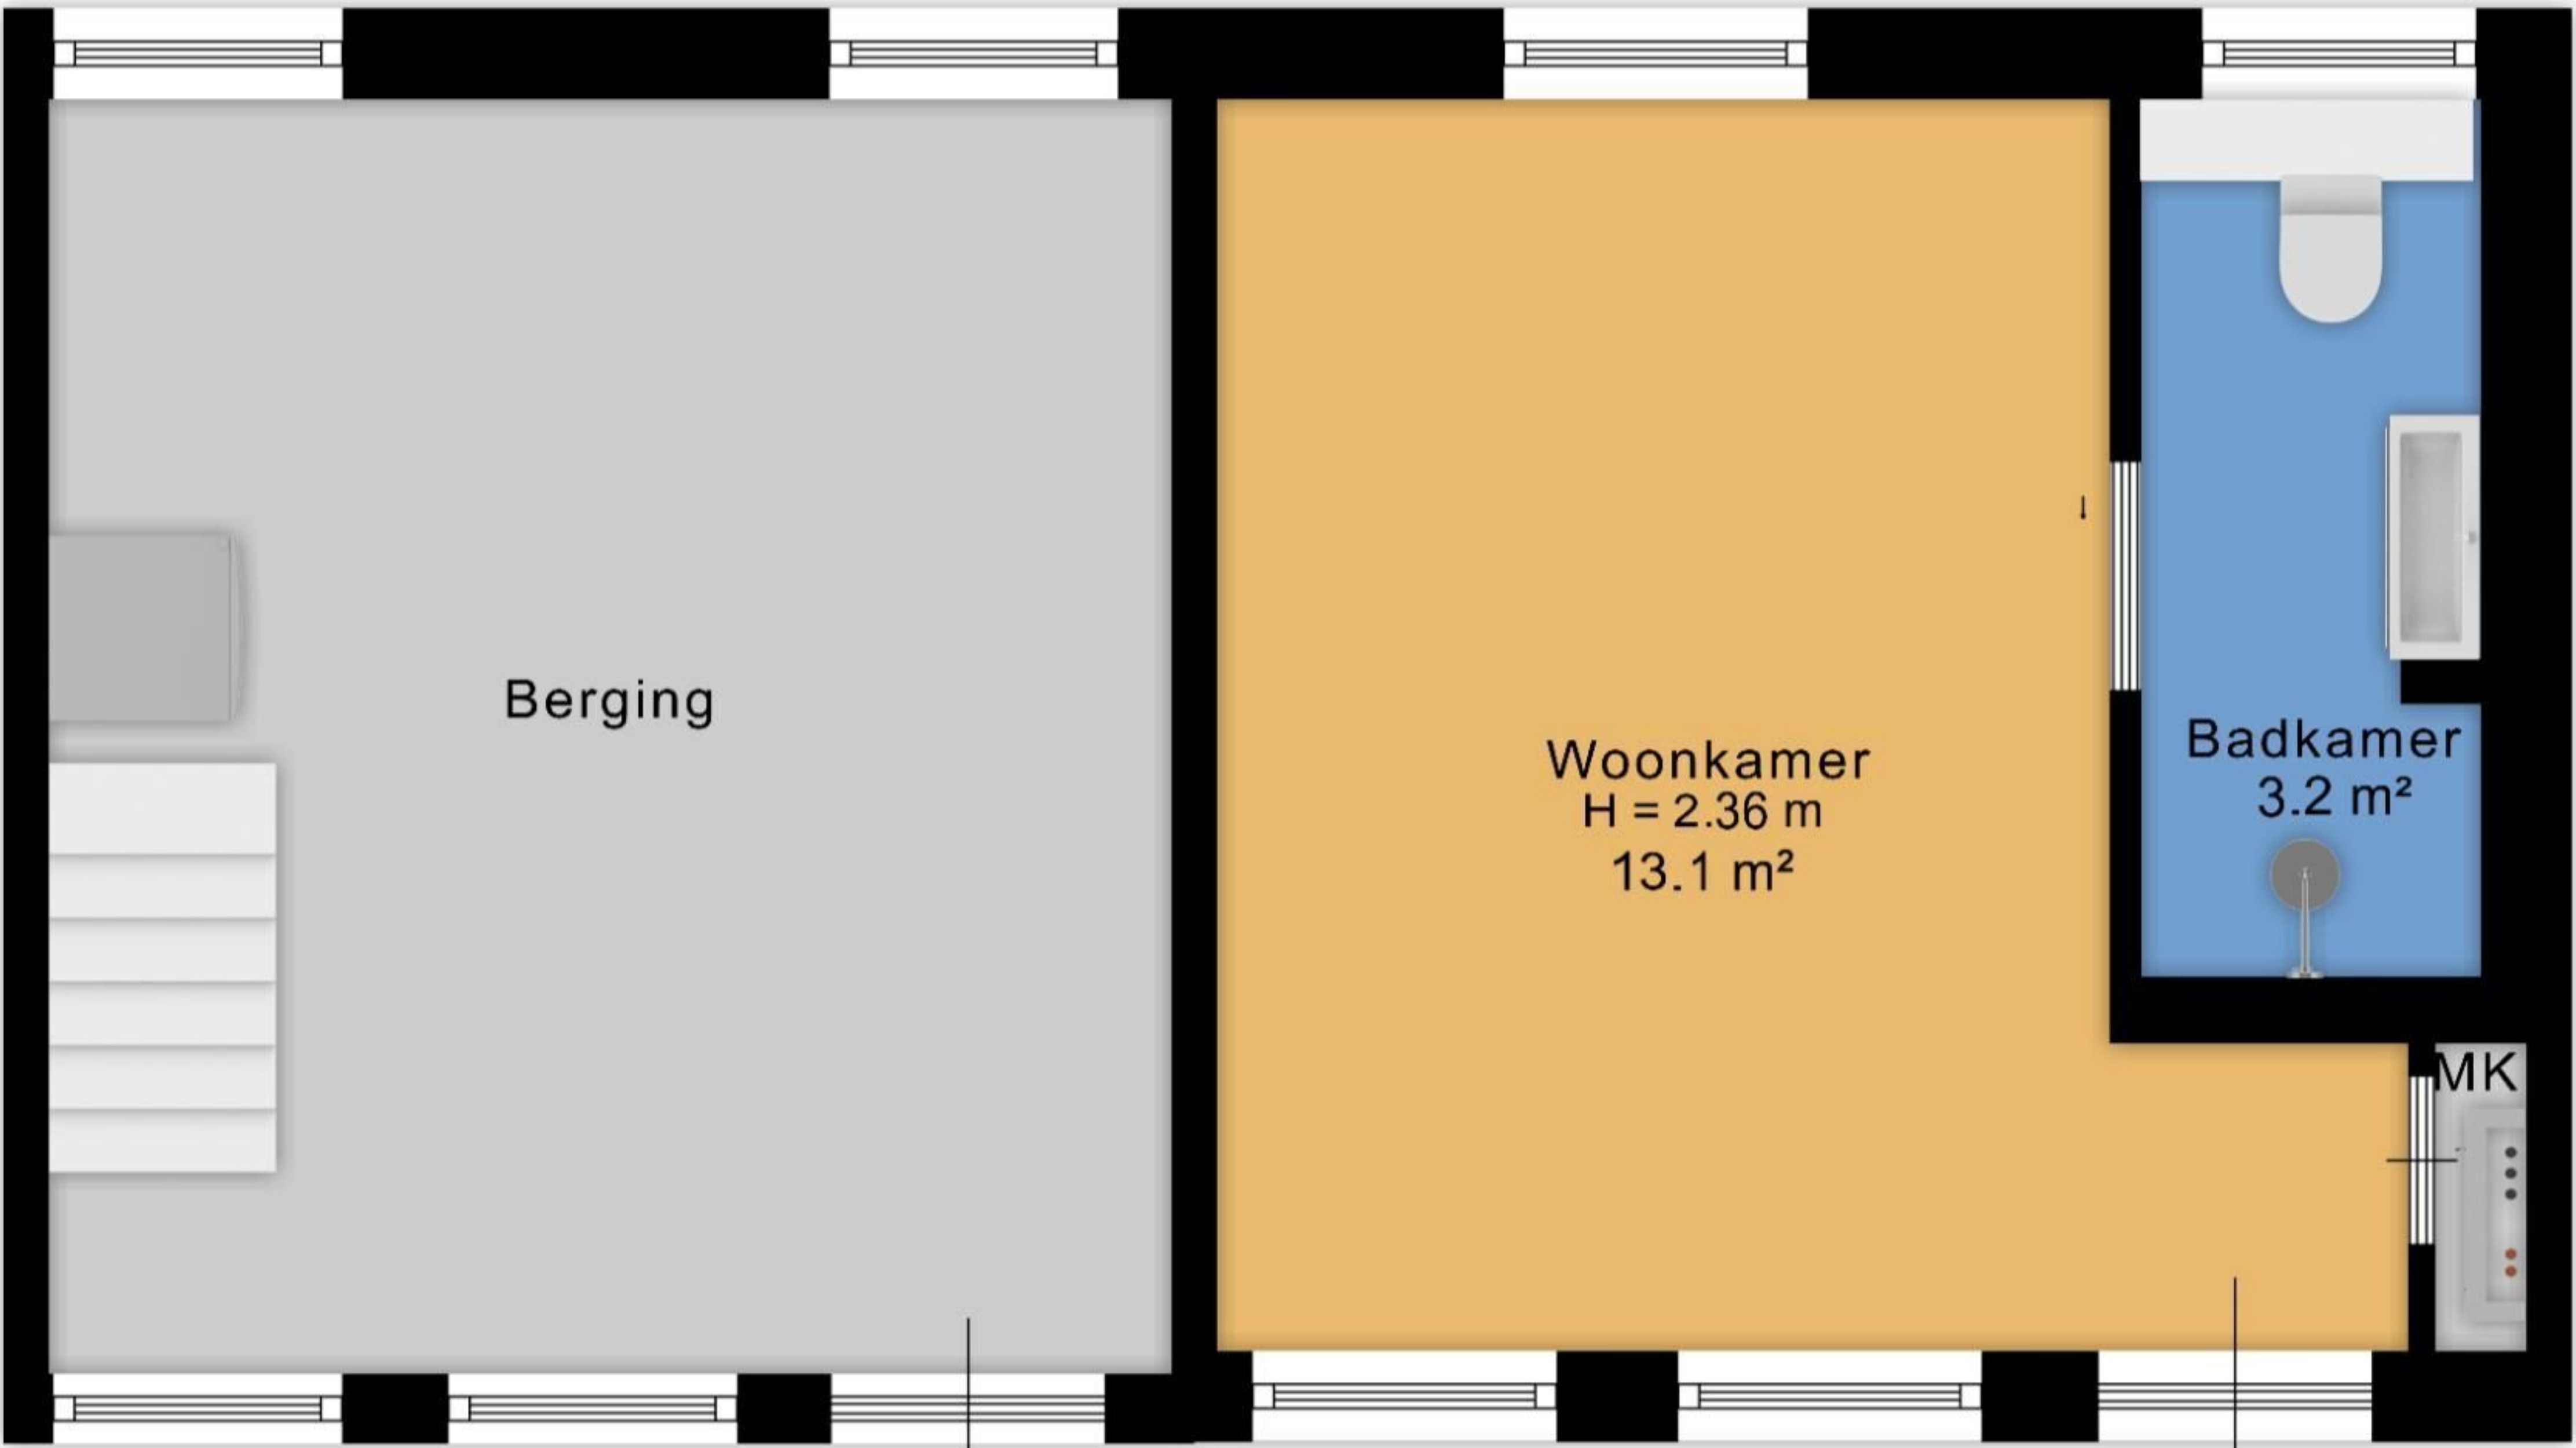 Berging
Woonkamer
H = 2.36 m
13.1 m²
Badkamer
3.2 m²
MK